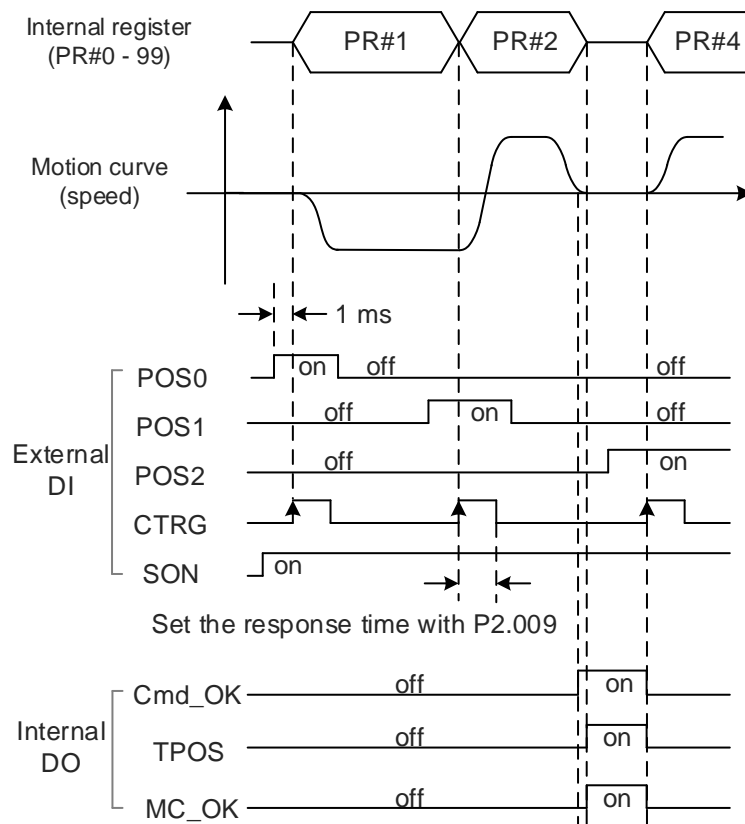 Internal register
(PR#0 - 99)
PR#1
PR#2
PR#4
Motion curve
(speed)
1 ms
External
DI
POS0
on
off
off
POS1
off
on
off
POS2
off
on
CTRG
SON
on
Set the response time with P2.009
Internal
DO
Cmd_OK
off
on
TPOS
off
on
MC_OK
off
on